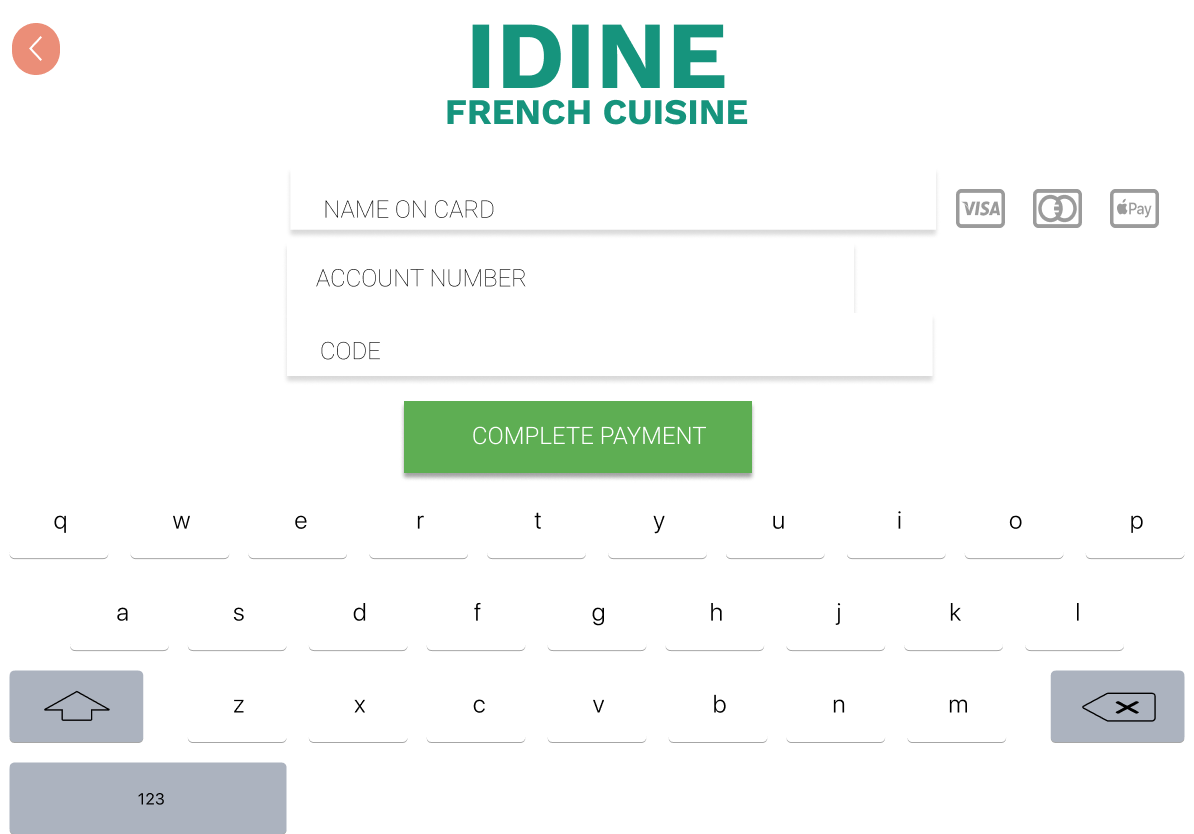 IDINE
FRENCH CUISINE
NAME ON CARD
VISA
Pay
ACCOUNT NUMBER
CODE
COMPLETE PAYMENT
q w e r t y u i o p
a s d f g h j k l
z x c v b n m
123